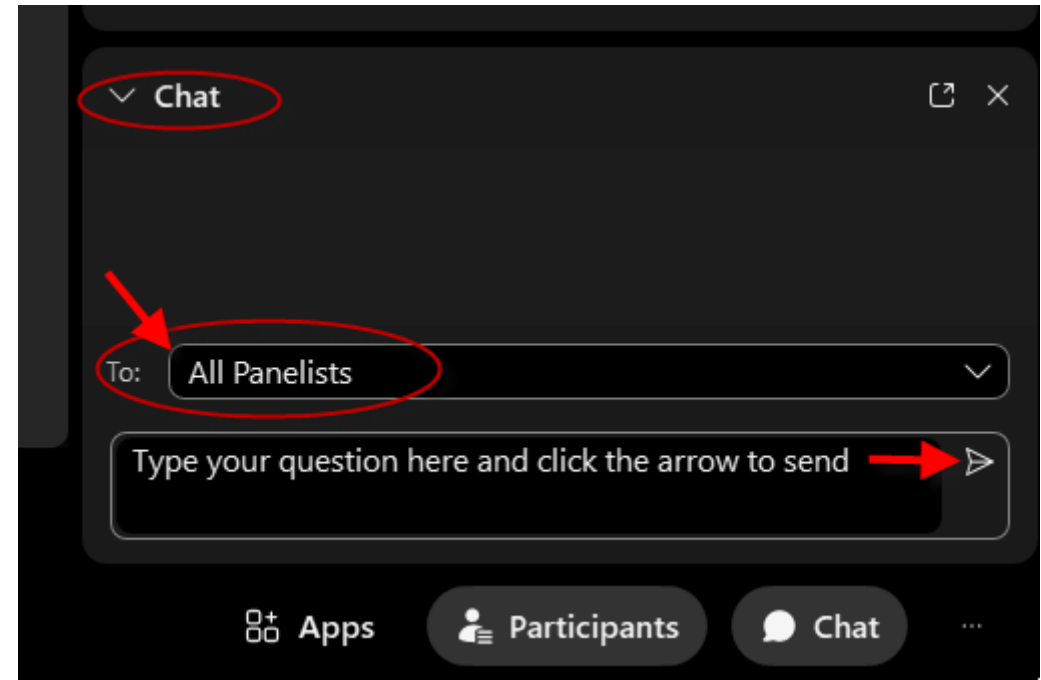 Chat
To: All Panelists
Type your question here and click the arrow to send
Apps Participants Chat ...